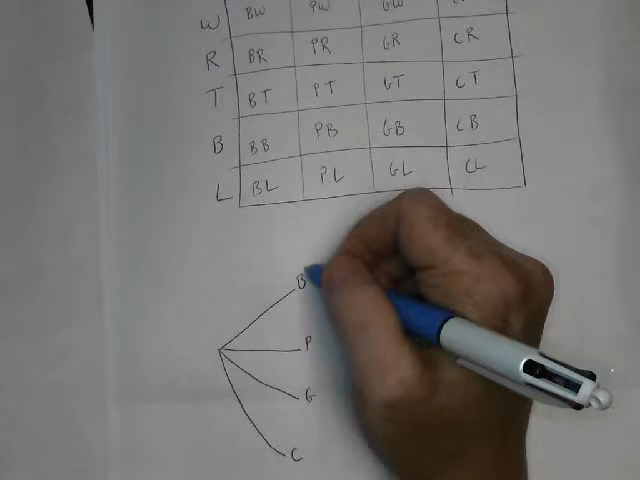 W BW PW GW
R BR PR GR CR
T BT PT GT CT
B BB PB GB CB
L BL PL GL CL
B
P
G
C